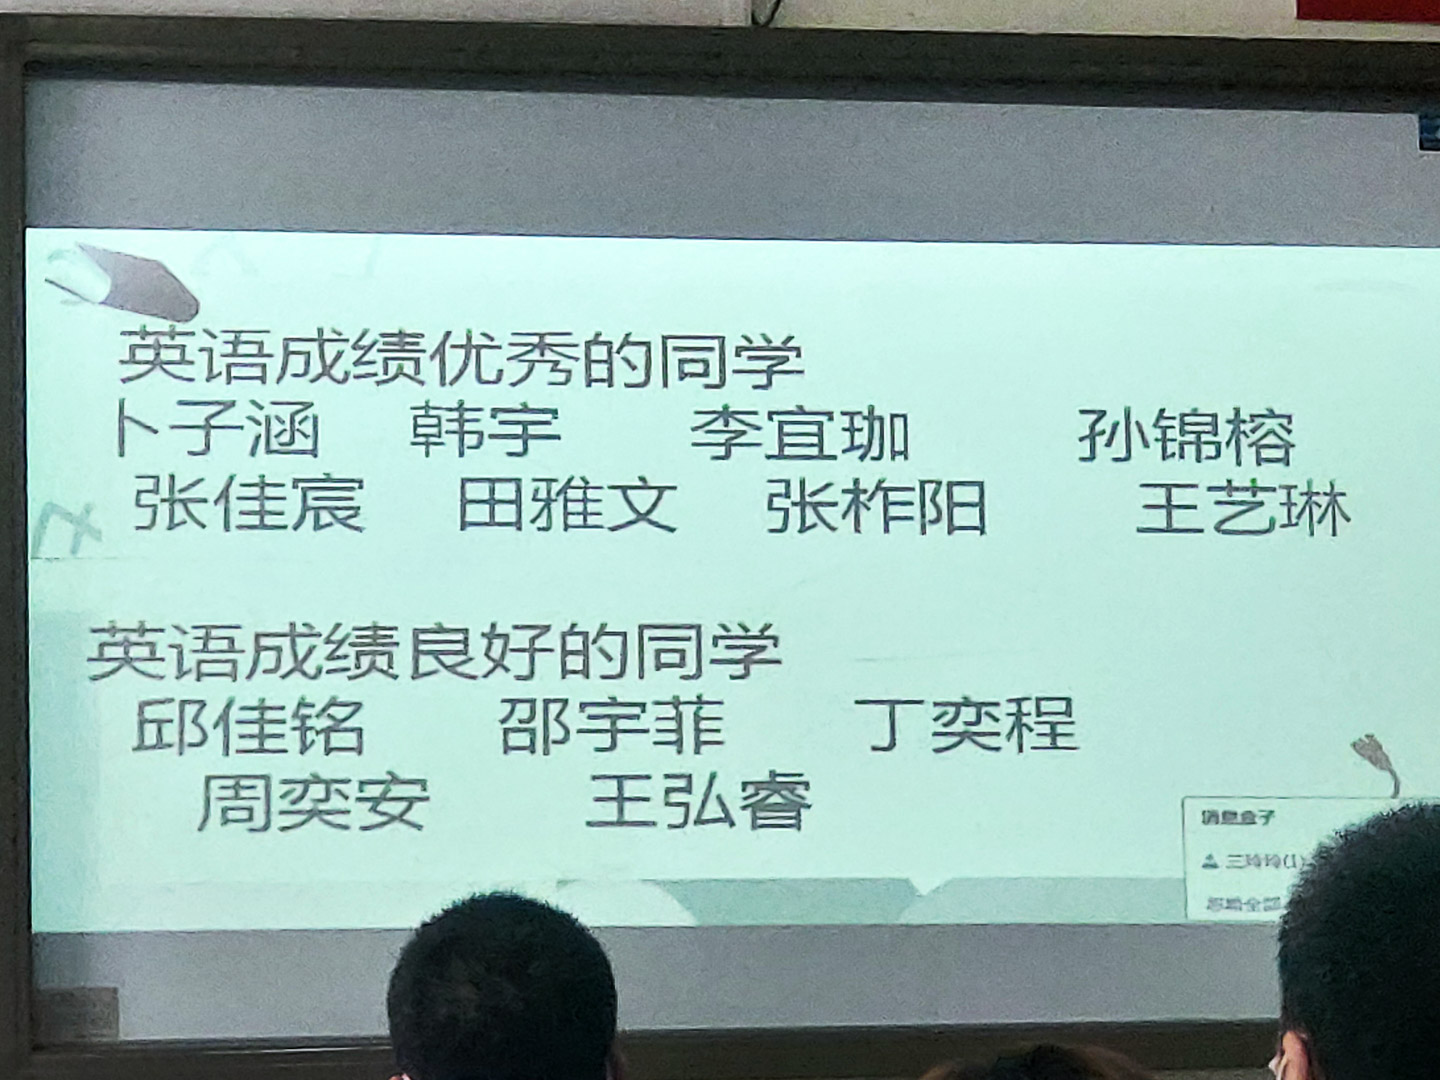 英语成绩优秀的同学
卜子涵 韩宇 李宜珈 孙锦榕
张佳宸 田雅文 张柞阳 王艺琳
英语成绩良好的同学
邱佳铭 邵宇菲 丁奕程
周奕安 王弘睿
消息盒子
三玲玲(1)
忽略全部